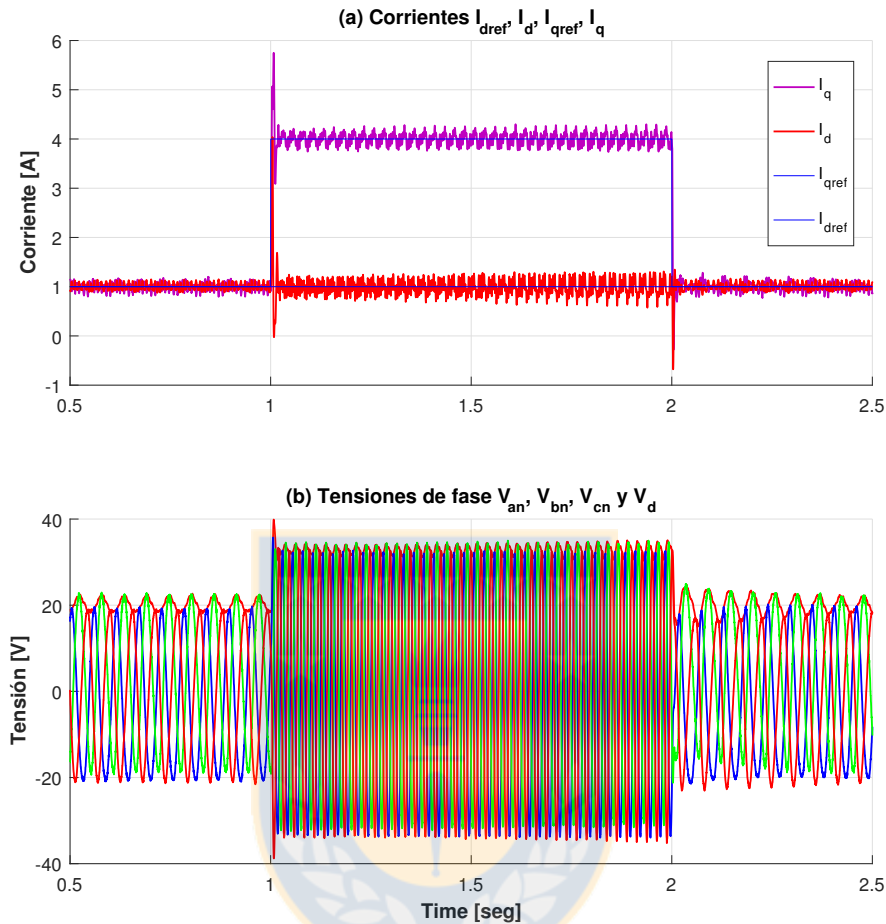 (a) Corrientes I_dref, I_d, I_qref, I_q
6
5
4
3
2
1
0
-1
Corriente [A]
I_q
I_d
I_qref
I_dref
0.5 1 1.5 2 2.5
(b) Tensiones de fase V_an, V_bn, V_cn y V_d
40
20
0
-20
-40
Tensión [V]
0.5 1 1.5 2 2.5
Time [seg]